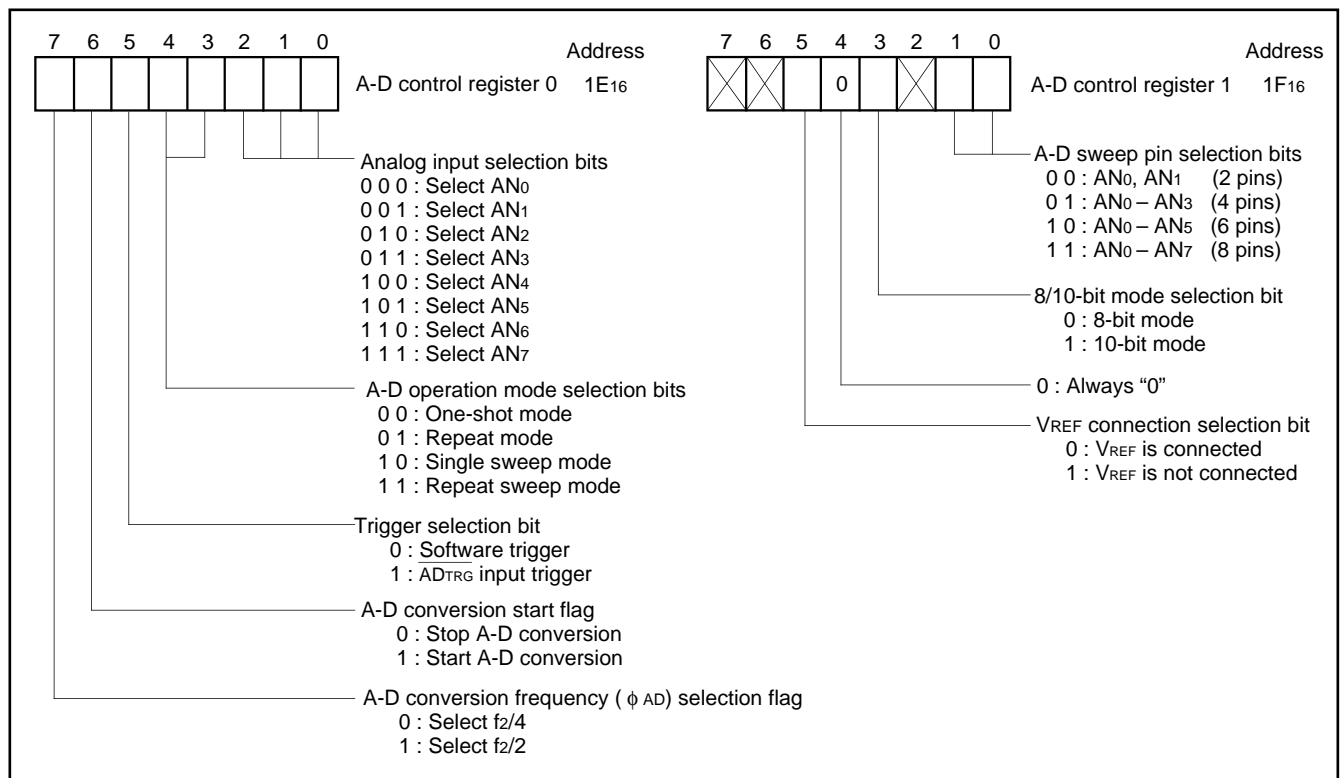 7 6 5 4 3 2 1 0
Address
A-D control register 0 1E16
Analog input selection bits
0 0 0 : Select AN0
0 0 1 : Select AN1
0 1 0 : Select AN2
0 1 1 : Select AN3
1 0 0 : Select AN4
1 0 1 : Select AN5
1 1 0 : Select AN6
1 1 1 : Select AN7
A-D operation mode selection bits
0 0 : One-shot mode
0 1 : Repeat mode
1 0 : Single sweep mode
1 1 : Repeat sweep mode
Trigger selection bit
0 : Software trigger
1 : ADTRG input trigger
A-D conversion start flag
0 : Stop A-D conversion
1 : Start A-D conversion
A-D conversion frequency ( φ AD) selection flag
0 : Select f2/4
1 : Select f2/2
7 6 5 4 3 2 1 0
Address
0
A-D control register 1 1F16
A-D sweep pin selection bits
0 0 : AN0, AN1 (2 pins)
0 1 : AN0 – AN3 (4 pins)
1 0 : AN0 – AN5 (6 pins)
1 1 : AN0 – AN7 (8 pins)
8/10-bit mode selection bit
0 : 8-bit mode
1 : 10-bit mode
0 : Always “0”
VREF connection selection bit
0 : VREF is connected
1 : VREF is not connected